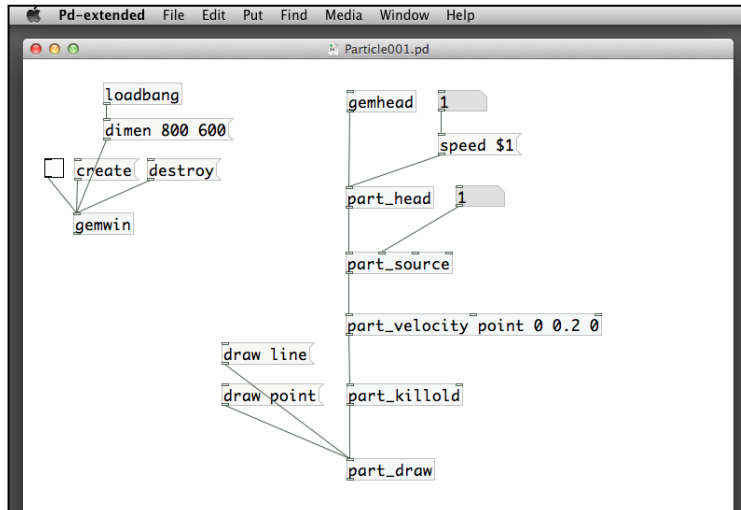 Pd-extended File Edit Put Find Media Window Help
Particle001.pd
loadbang
dimen 800 600
create destroy
gemwin
gemhead 1
speed $1
part_head 1
part_source
part_velocity point 0 0.2 0
draw line
draw point part_killold
part_draw